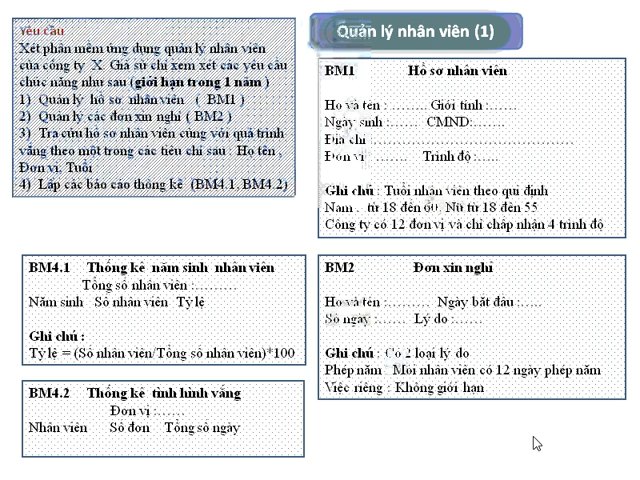 Quản lý nhân viên (1)
Yêu cầu
Xét phần mềm ứng dụng quản lý nhân viên
của công ty X. Giả sử chỉ xem xét các yêu cầu
chức năng như sau (giới hạn trong 1 năm )
1) Quản lý hồ sơ nhân viên ( BM1 )
2) Quản lý các đơn xin nghỉ ( BM2 )
3) Tra cứu hồ sơ nhân viên cùng với quá trình
vắng theo một trong các tiêu chí sau : Họ tên ,
Đơn vị, Tuổi
4) Lập các báo cáo thống kê (BM4.1, BM4.2)
BM1 Hồ sơ nhân viên
Họ và tên : ........ Giới tính :......
Ngày sinh :...... CMND:.......
Địa chỉ :........................................
Đơn vị ....... Trình độ :.....
Ghi chú : Tuổi nhân viên theo qui định
Nam . từ 18 đến 60, Nữ từ 18 đến 55
Công ty có 12 đơn vị và chỉ chấp nhận 4 trình độ
BM4.1 Thống kê năm sinh nhân viên
Tổng số nhân viên :.........
Năm sinh Số nhân viên Tỷ lệ
Ghi chú :
Tỷ lệ = (Số nhân viên/Tổng số nhân viên)*100
BM2 Đơn xin nghỉ
Họ và tên :......... Ngày bắt đầu :.....
Số ngày :...... Lý do :......
Ghi chú : Có 2 loại lý do
Phép năm Mỗi nhân viên có 12 ngày phép năm
Việc riêng : Không giới hạn
BM4.2 Thống kê tình hình vắng
Đơn vị :......
Nhân viên Số đơn Tổng số ngày